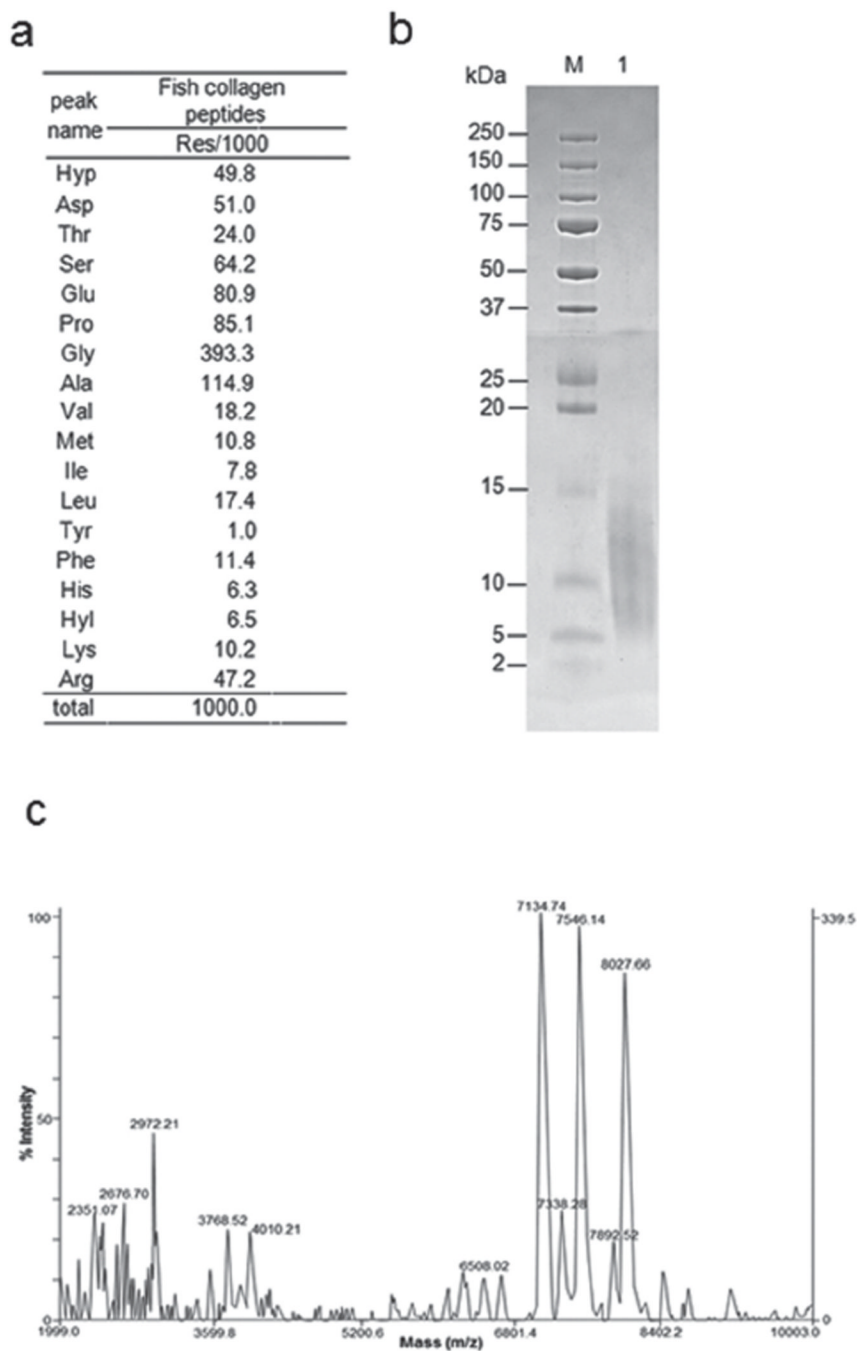 a
peak name
Fish collagen peptides
Res/1000
Hyp 49.8
Asp 51.0
Thr 24.0
Ser 64.2
Glu 80.9
Pro 85.1
Gly 393.3
Ala 114.9
Val 18.2
Met 10.8
Ile 7.8
Leu 17.4
Tyr 1.0
Phe 11.4
His 6.3
Hyl 6.5
Lys 10.2
Arg 47.2
total 1000.0
b
kDa M 1
250
150
100
75
50
37
25
20
15
10
5
2
c
7134.74
7546.14
8027.66
2972.21
2676.70
2351.07
3768.52
4010.21
6508.02
7338.28
7892.52
100
50
0
% Intensity
339.5
0
1999.0 3599.8 5200.6 6801.4 8402.2 10003.0
Mass (m/z)